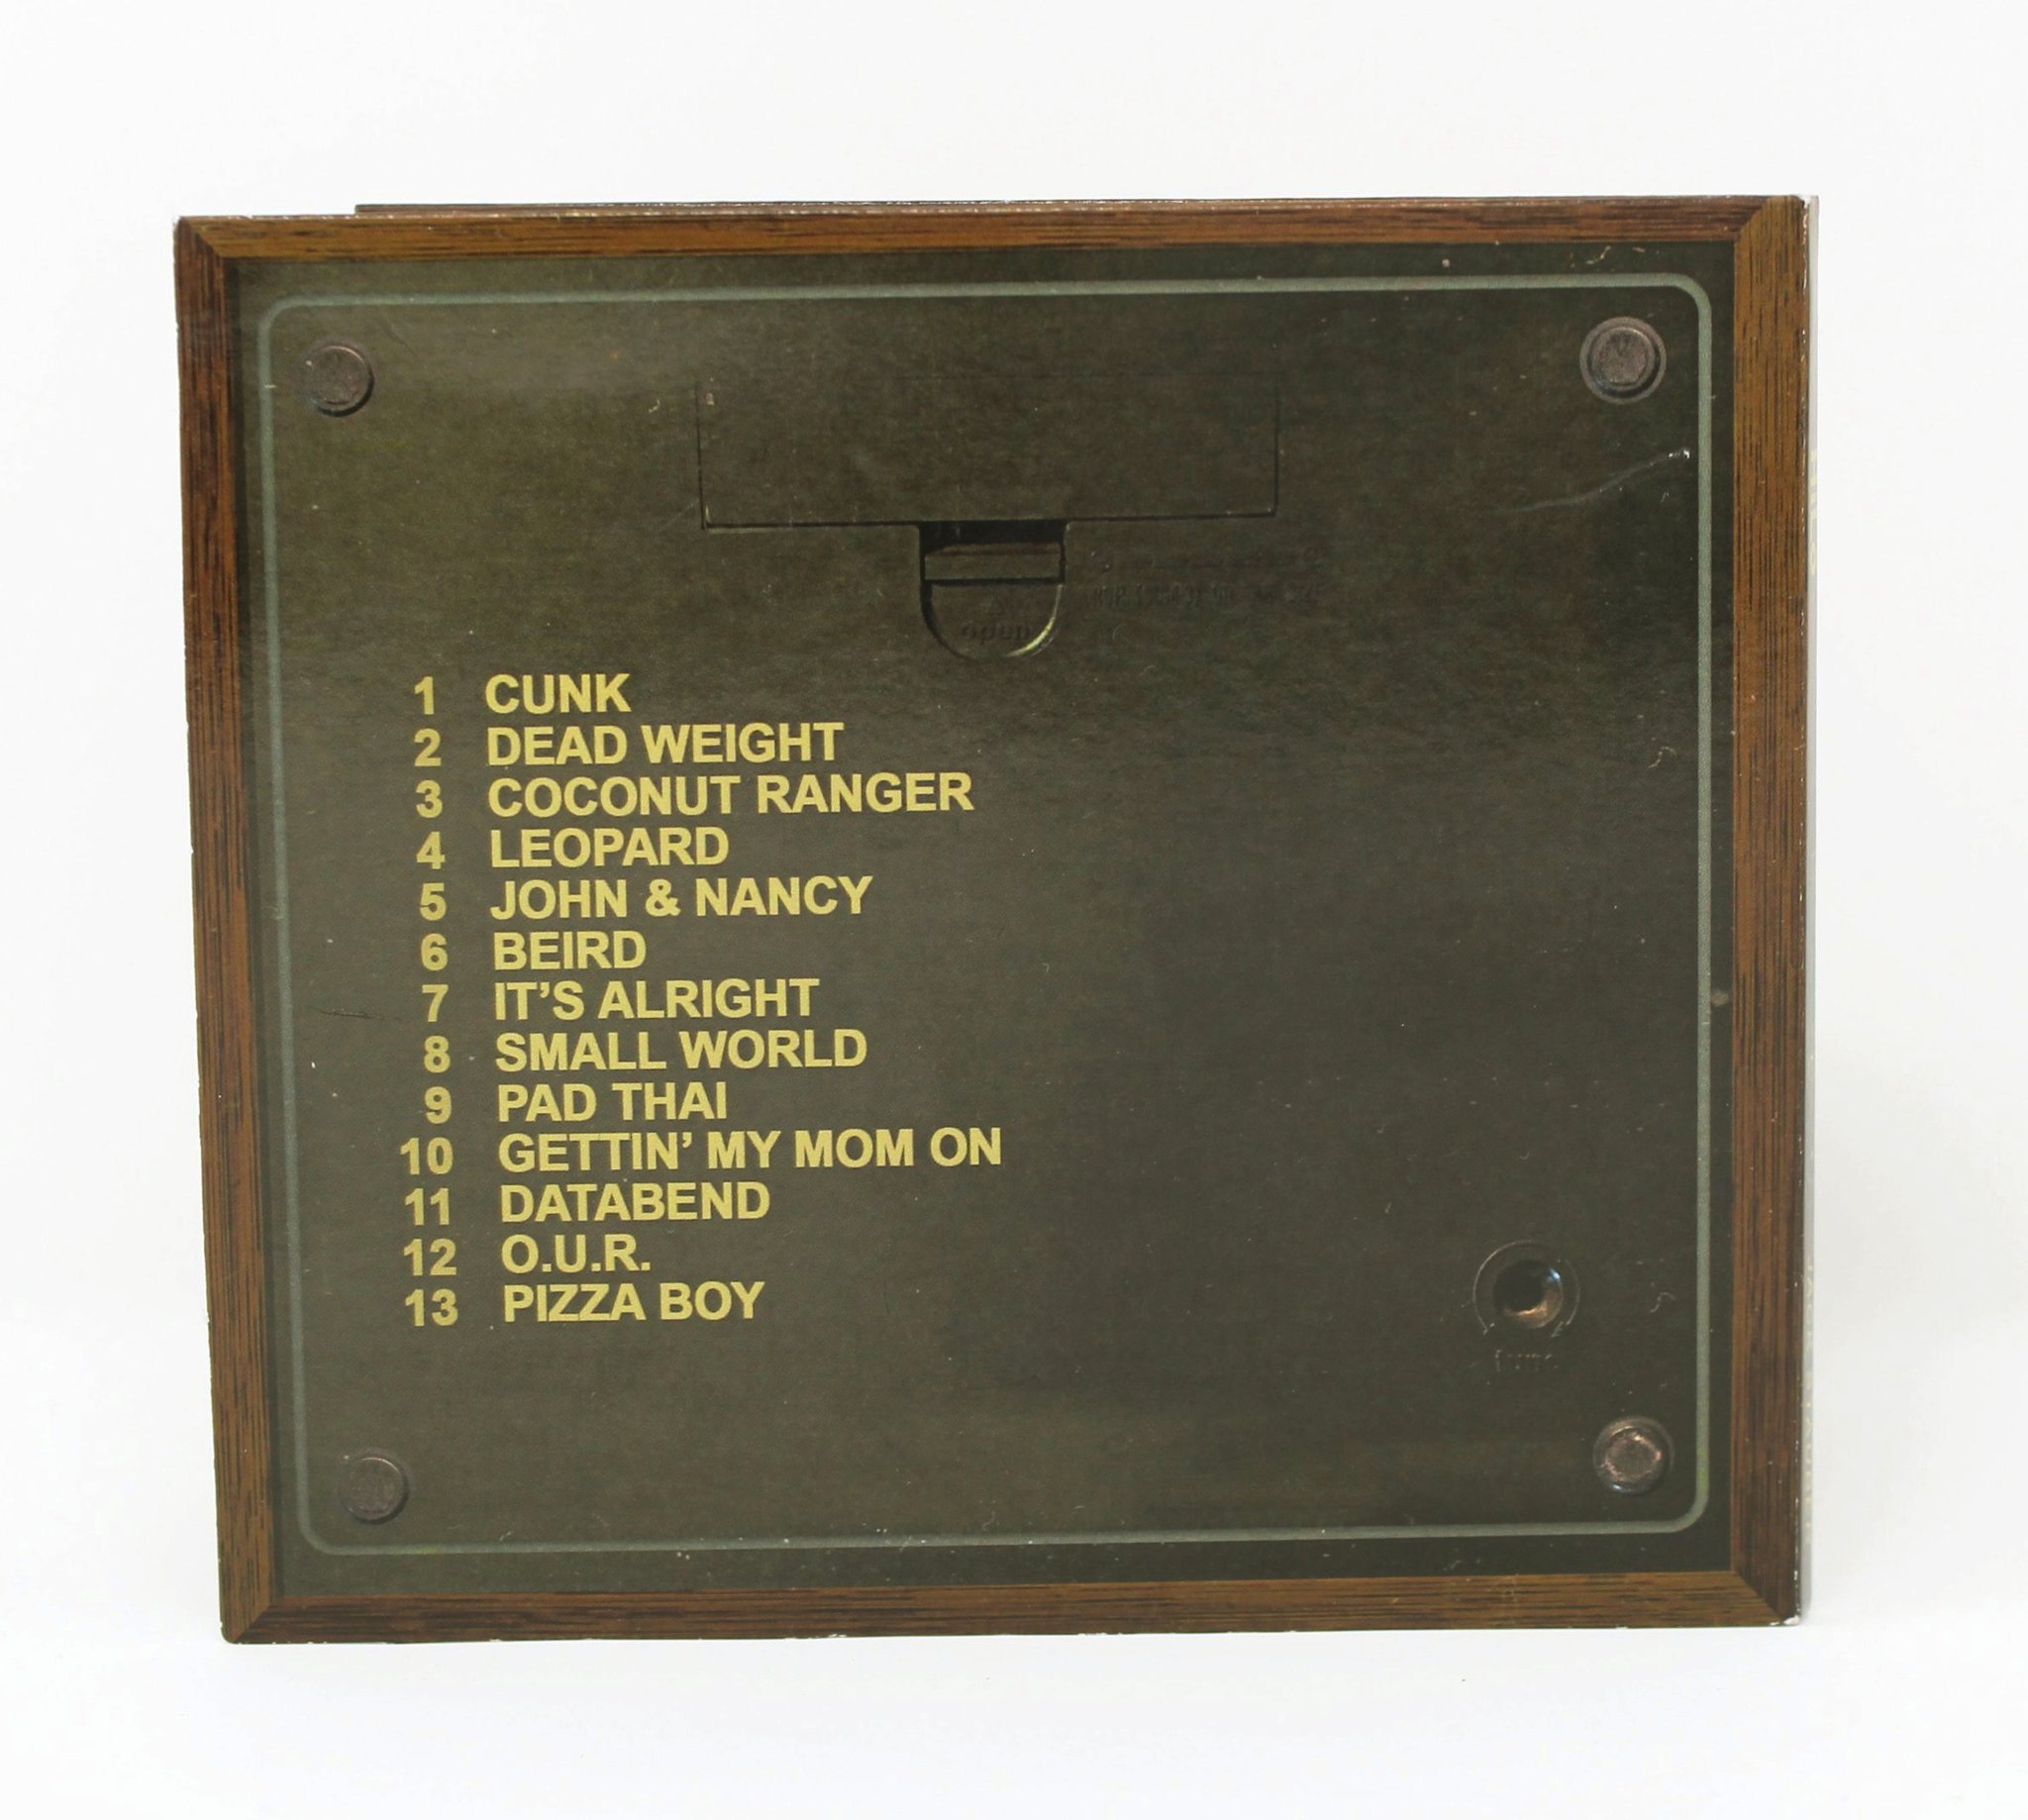 open
1 CUNK
2 DEAD WEIGHT
3 COCONUT RANGER
4 LEOPARD
5 JOHN & NANCY
6 BEIRD
7 IT’S ALRIGHT
8 SMALL WORLD
9 PAD THAI
10 GETTIN’ MY MOM ON
11 DATABEND
12 O.U.R.
13 PIZZA BOY